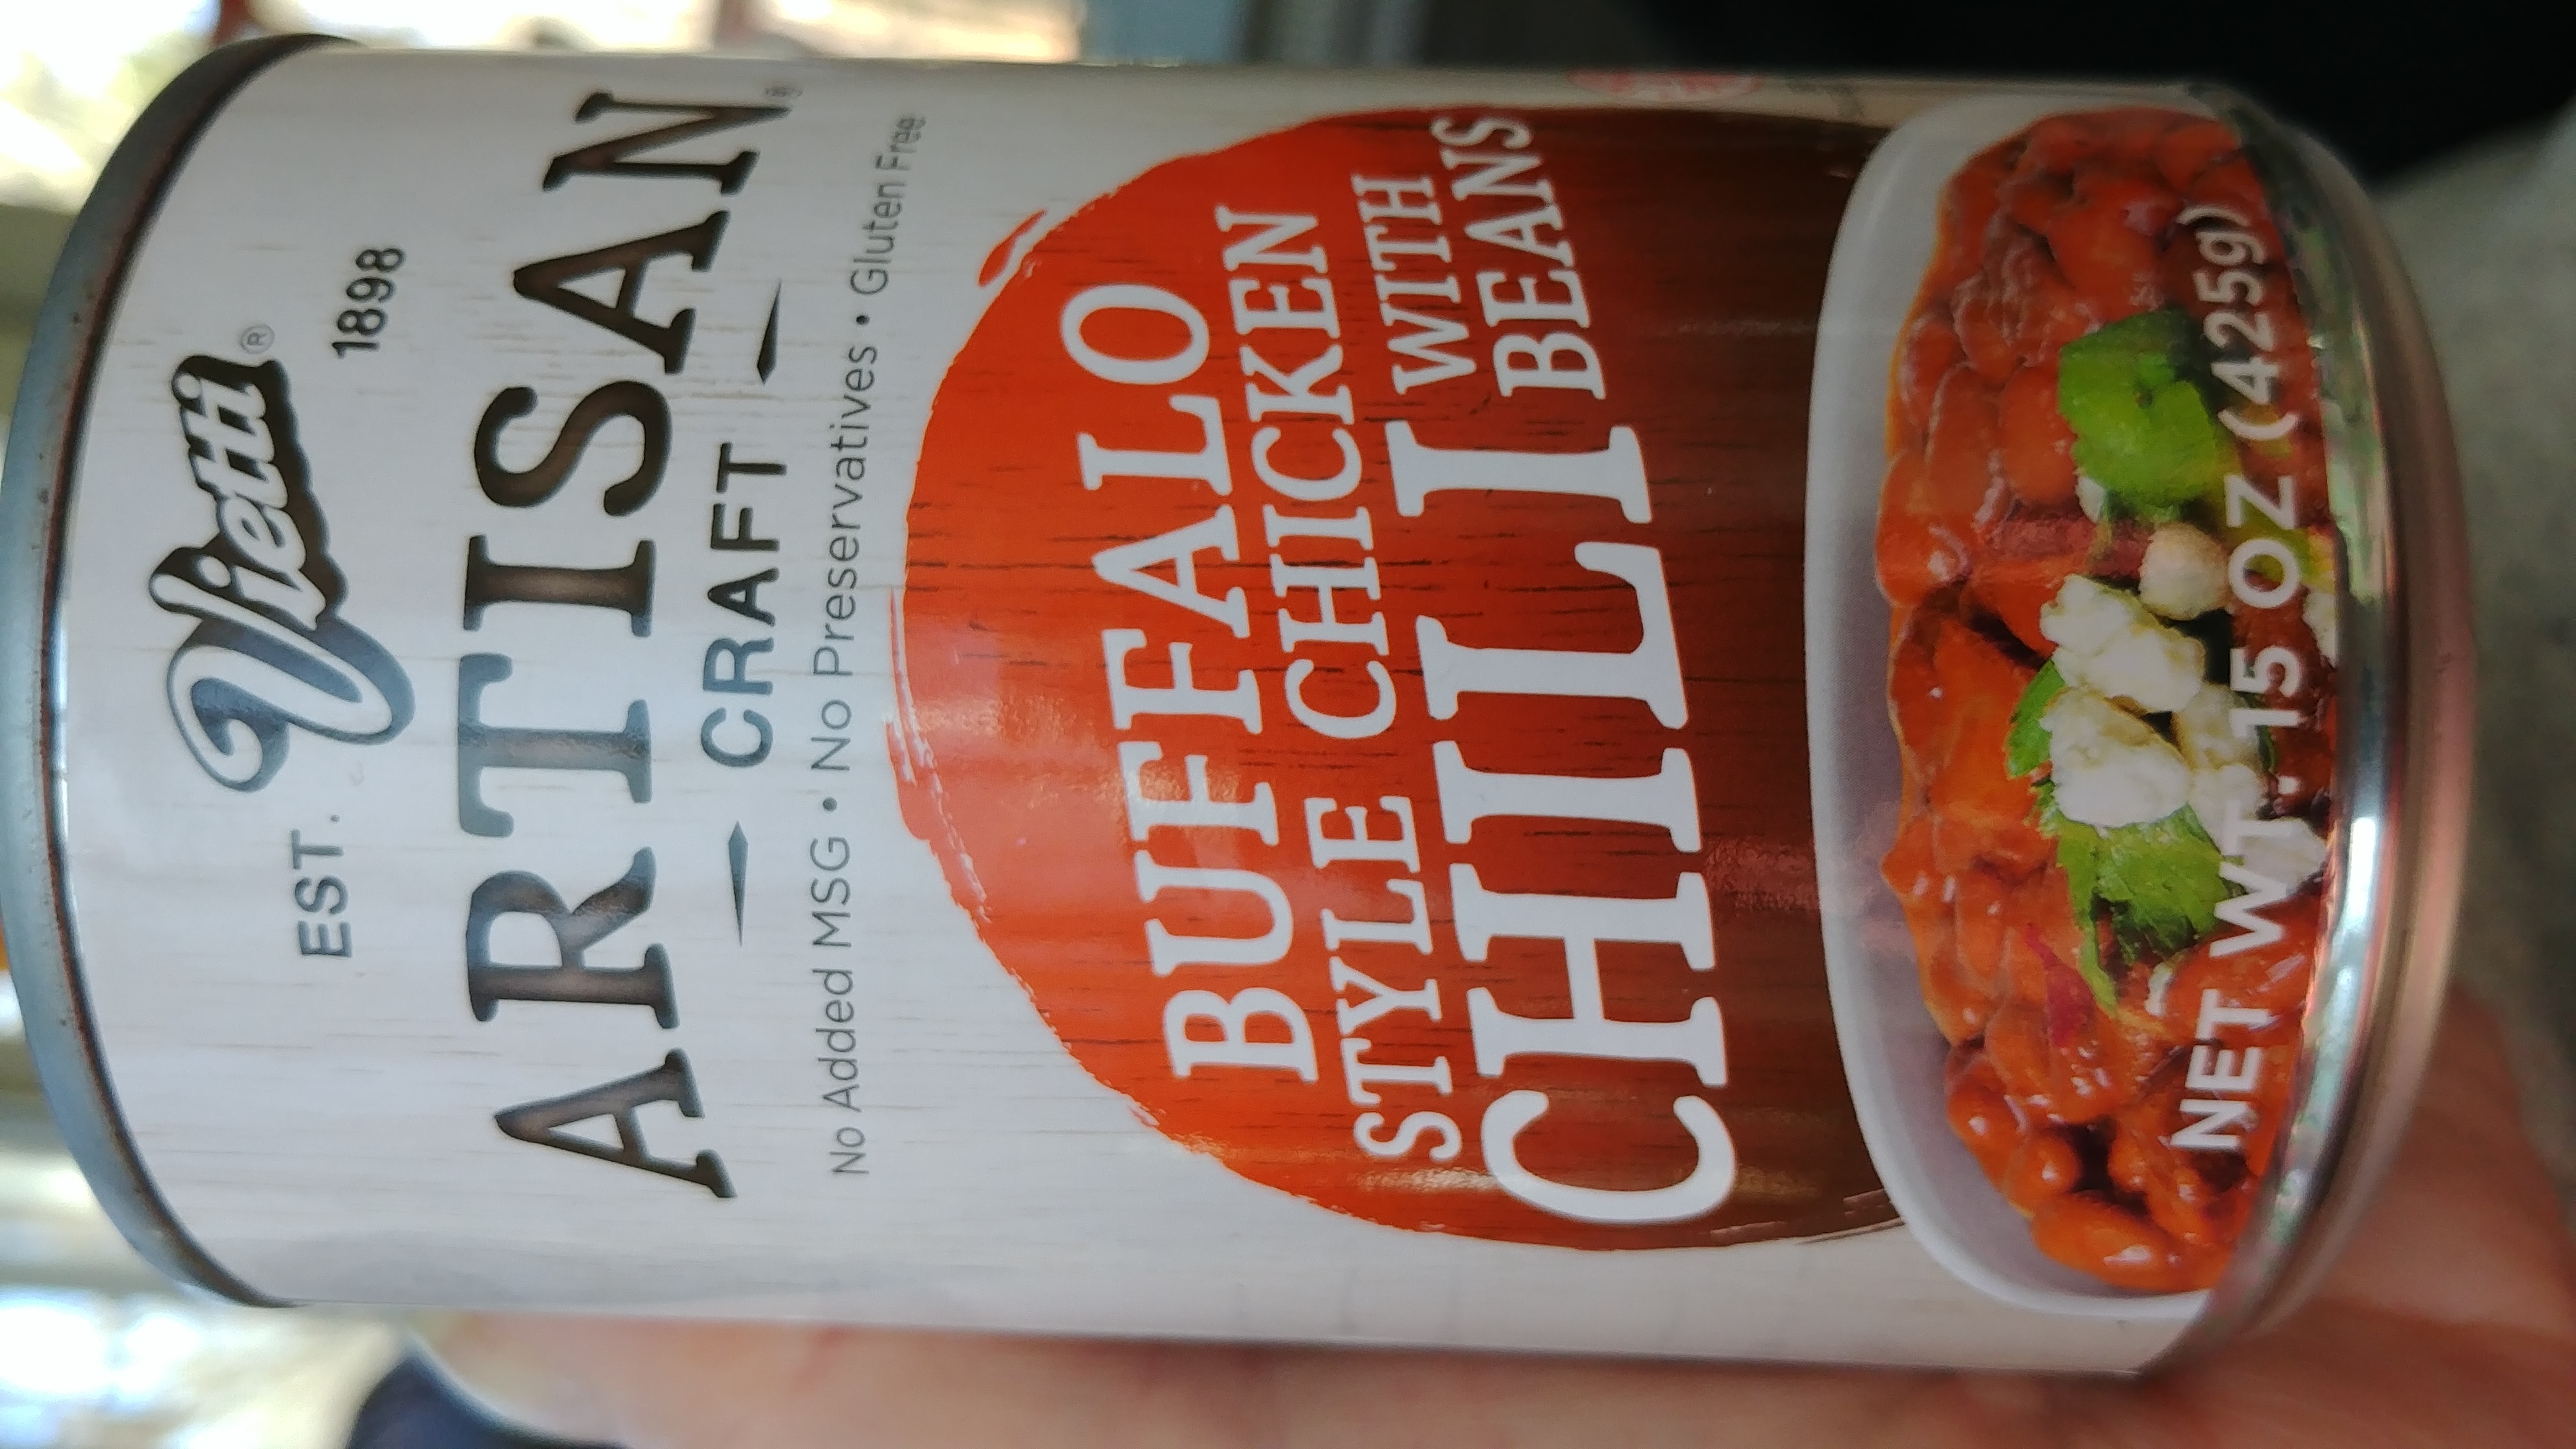 Vietti®
EST. 1898
ARTISAN®
CRAFT
No Added MSG • No Preservatives • Gluten Free
BUFFALO
STYLE CHICKEN
CHILI WITH
BEANS
NET WT. 15 OZ (425g)